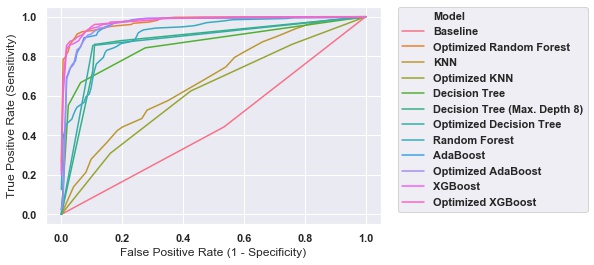 Model
Baseline
Optimized Random Forest
KNN
Optimized KNN
Decision Tree
Decision Tree (Max. Depth 8)
Optimized Decision Tree
Random Forest
AdaBoost
Optimized AdaBoost
XGBoost
Optimized XGBoost
True Positive Rate (Sensitivity)
1.0
0.8
0.6
0.4
0.2
0.0
0.0 0.2 0.4 0.6 0.8 1.0
False Positive Rate (1 - Specificity)